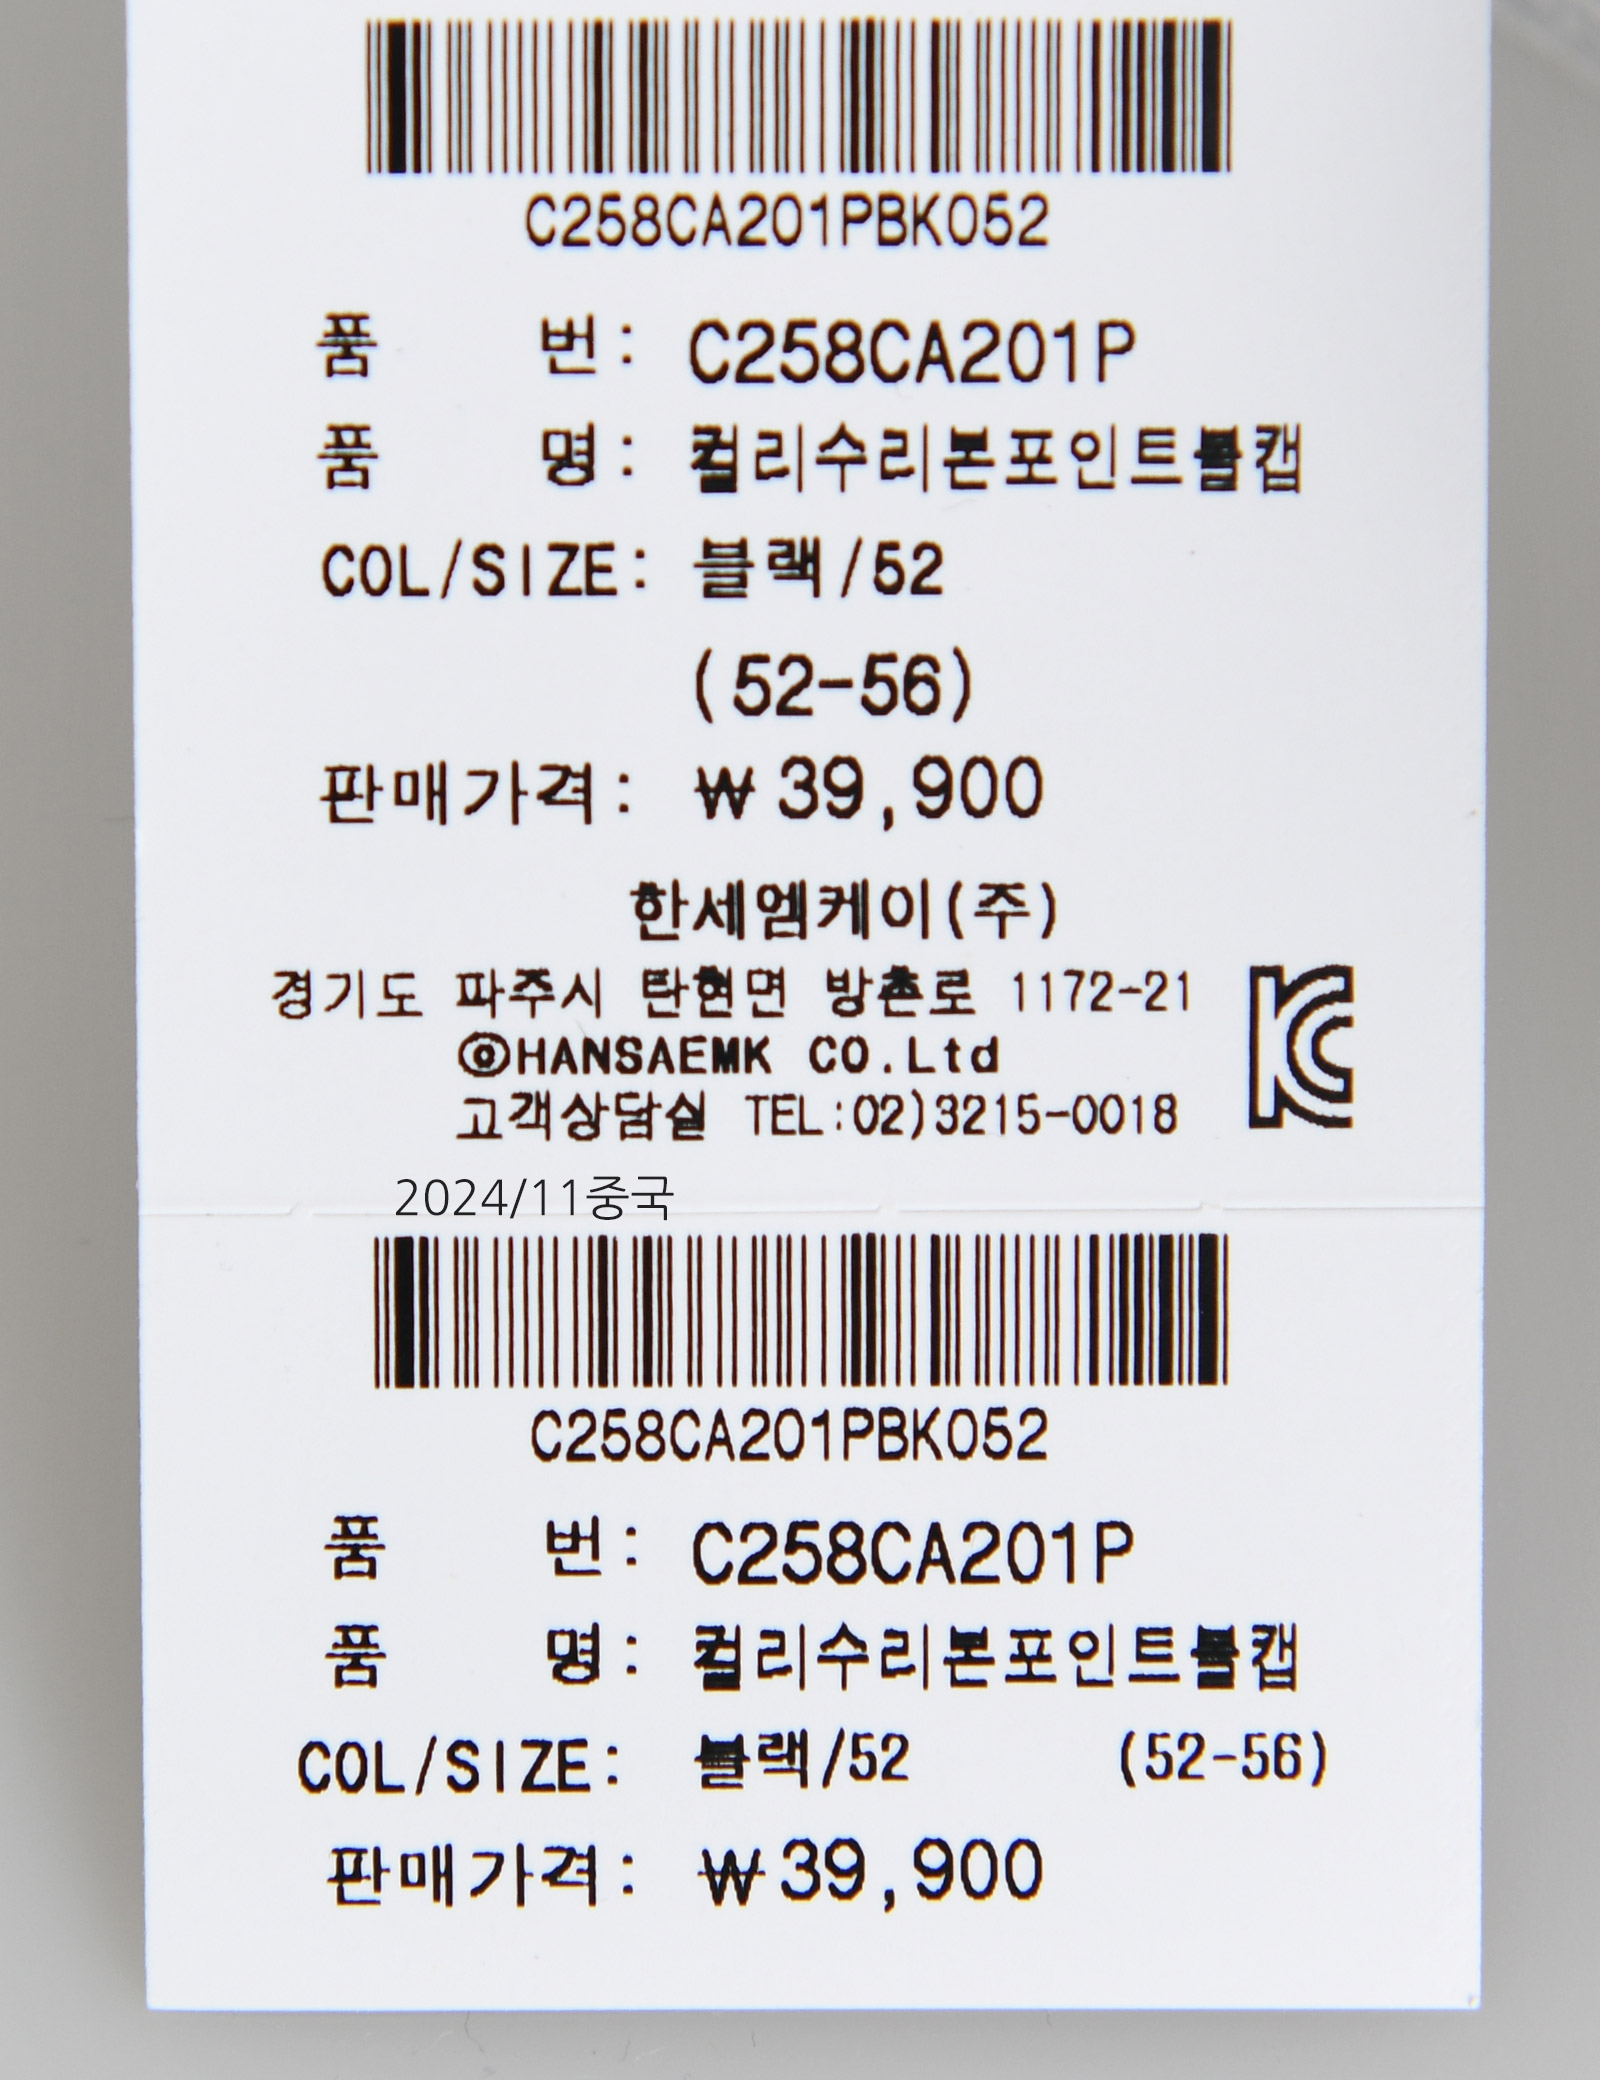 C258CA201PBK052
품 번: C258CA201P
품 명: 컬리수리본포인트볼캡
COL/SIZE: 블랙/52
(52-56)
판매가격: ₩39,900
한세엠케이(주)
경기도 파주시 탄현면 방촌로 1172-21
◎HANSAEMK CO.Ltd
고객상담실 TEL:02)3215-0018
2024/11중국
C258CA201PBK052
품 번: C258CA201P
품 명: 컬리수리본포인트볼캡
COL/SIZE: 블랙/52 (52-56)
판매가격: ₩39,900